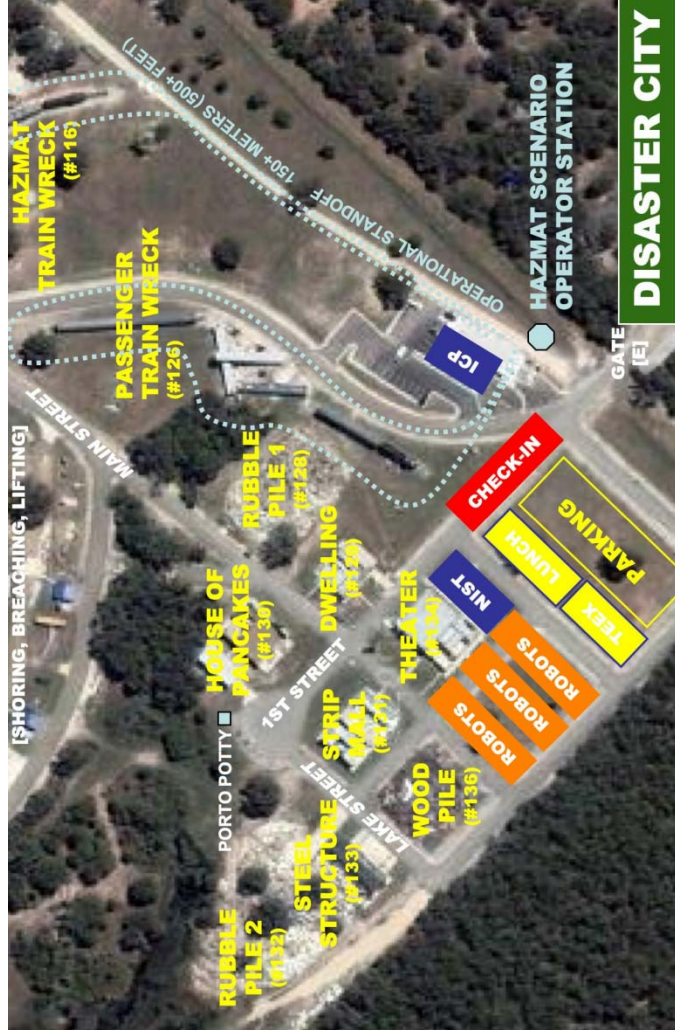 [SHORING, BREACHING, LIFTING]
HAZMAT
TRAIN WRECK
(#116)
150+ METERS (500+ FEET)
OPERATIONAL STANDOFF
PASSENGER
TRAIN WRECK
(#126)
MAIN STREET
RUBBLE
PILE 1
(#128)
HOUSE OF
PANCAKES
(#130)
DWELLING
(#129)
PORTO POTTY
1ST STREET
STRIP
MALL
(#131)
THEATER
(#134)
LAKE STREET
RUBBLE
PILE 2
(#132)
STEEL
STRUCTURE
(#133)
WOOD
PILE
(#136)
ICP
HAZMAT SCENARIO
OPERATOR STATION
GATE
[E]
CHECK-IN
NIST
LUNCH
PARKING
TEEX
ROBOTS
ROBOTS
ROBOTS
DISASTER CITY